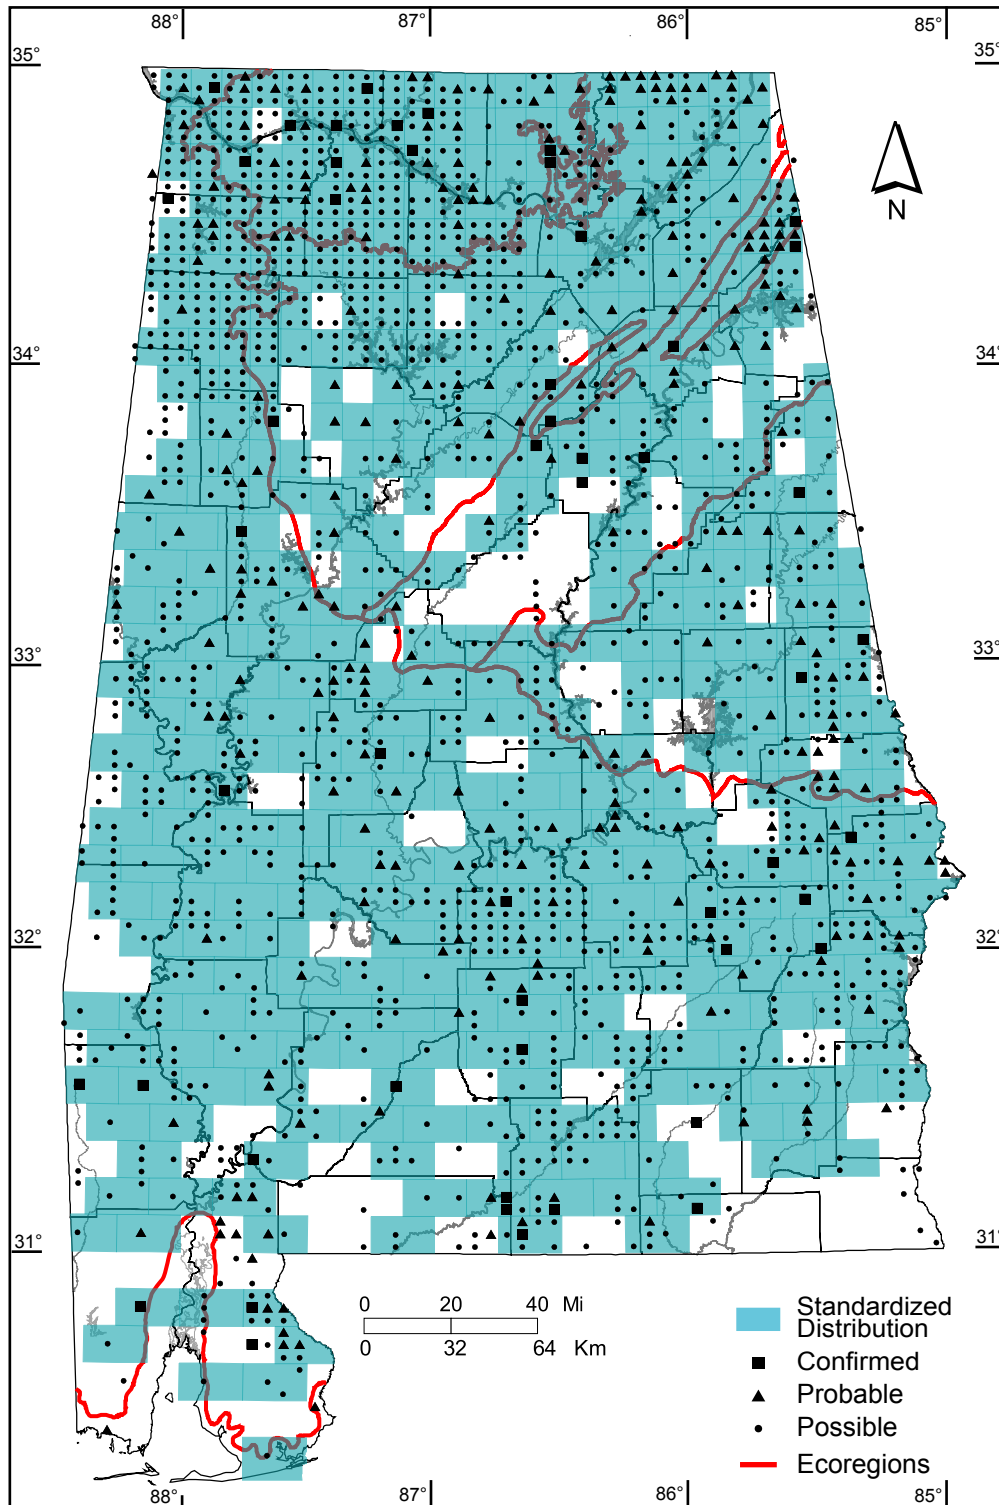 88° 87° 86° 85°
35° 35°
N
34° 34°
33° 33°
32° 32°
31° 31°
0 20 40 Mi
0 32 64 Km
Standardized
Distribution
Confirmed
Probable
Possible
Ecoregions
88° 87° 86° 85°